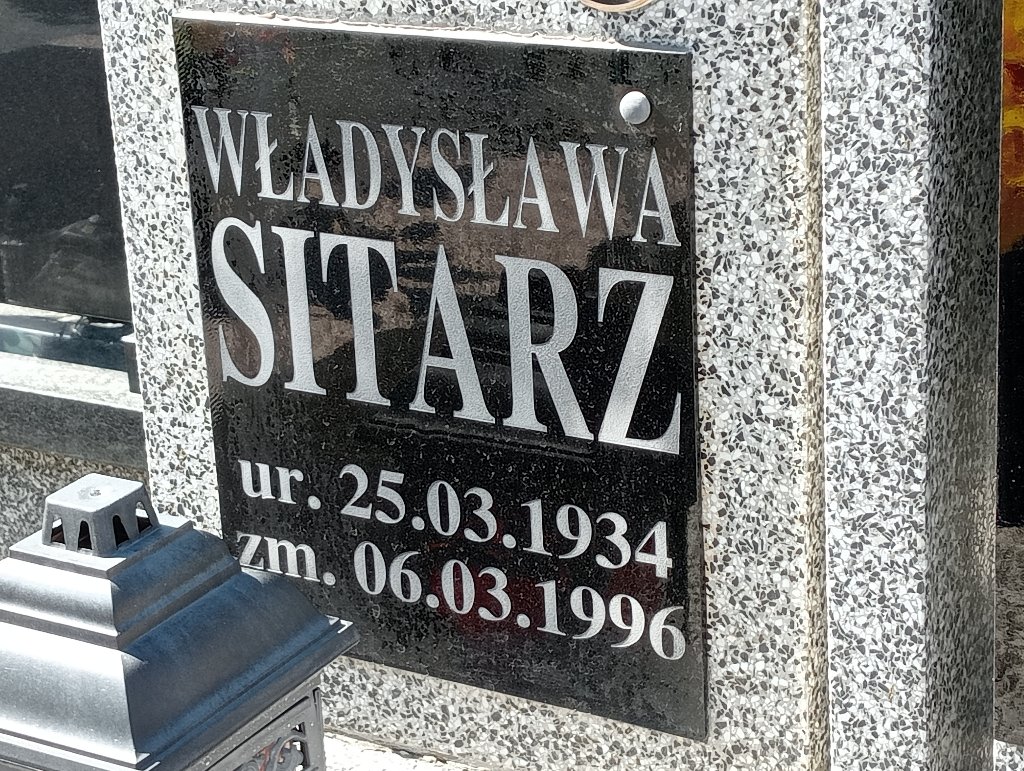 WŁADYSŁAWA
SITARZ
ur. 25.03.1934
zm. 06.03.1996